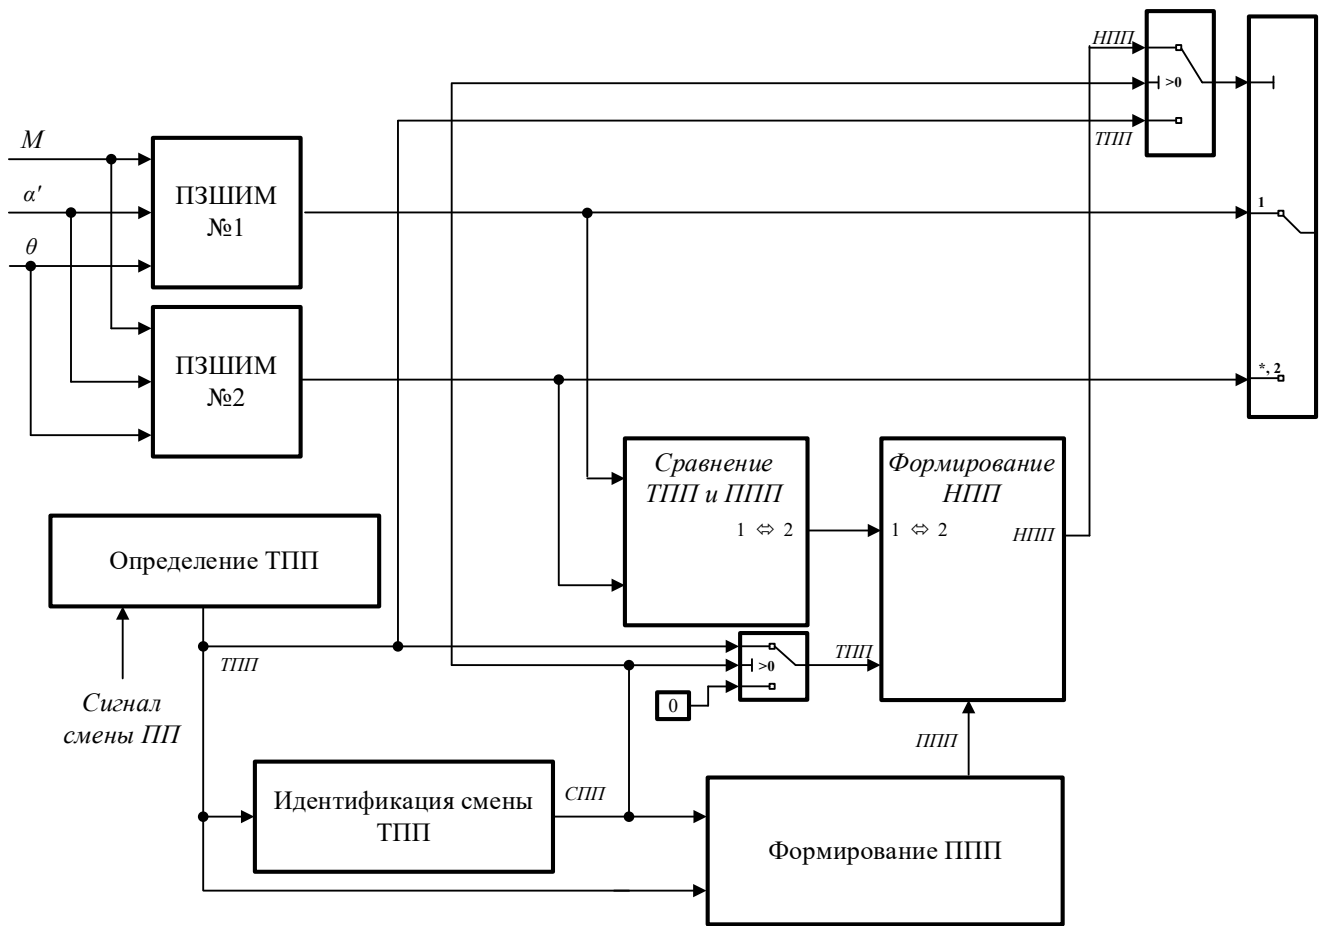 НПП
>0
ТПП
M
α'
θ
ПЗШИМ
№1
1
ПЗШИМ
№2
*, 2
Сравнение
ТПП и ППП
1 ⇔ 2
Формирование
НПП
1 ⇔ 2
НПП
Определение ТПП
ТПП
Сигнал
смены ПП
>0
0
ТПП
ППП
Идентификация смены
ТПП
СПП
Формирование ППП